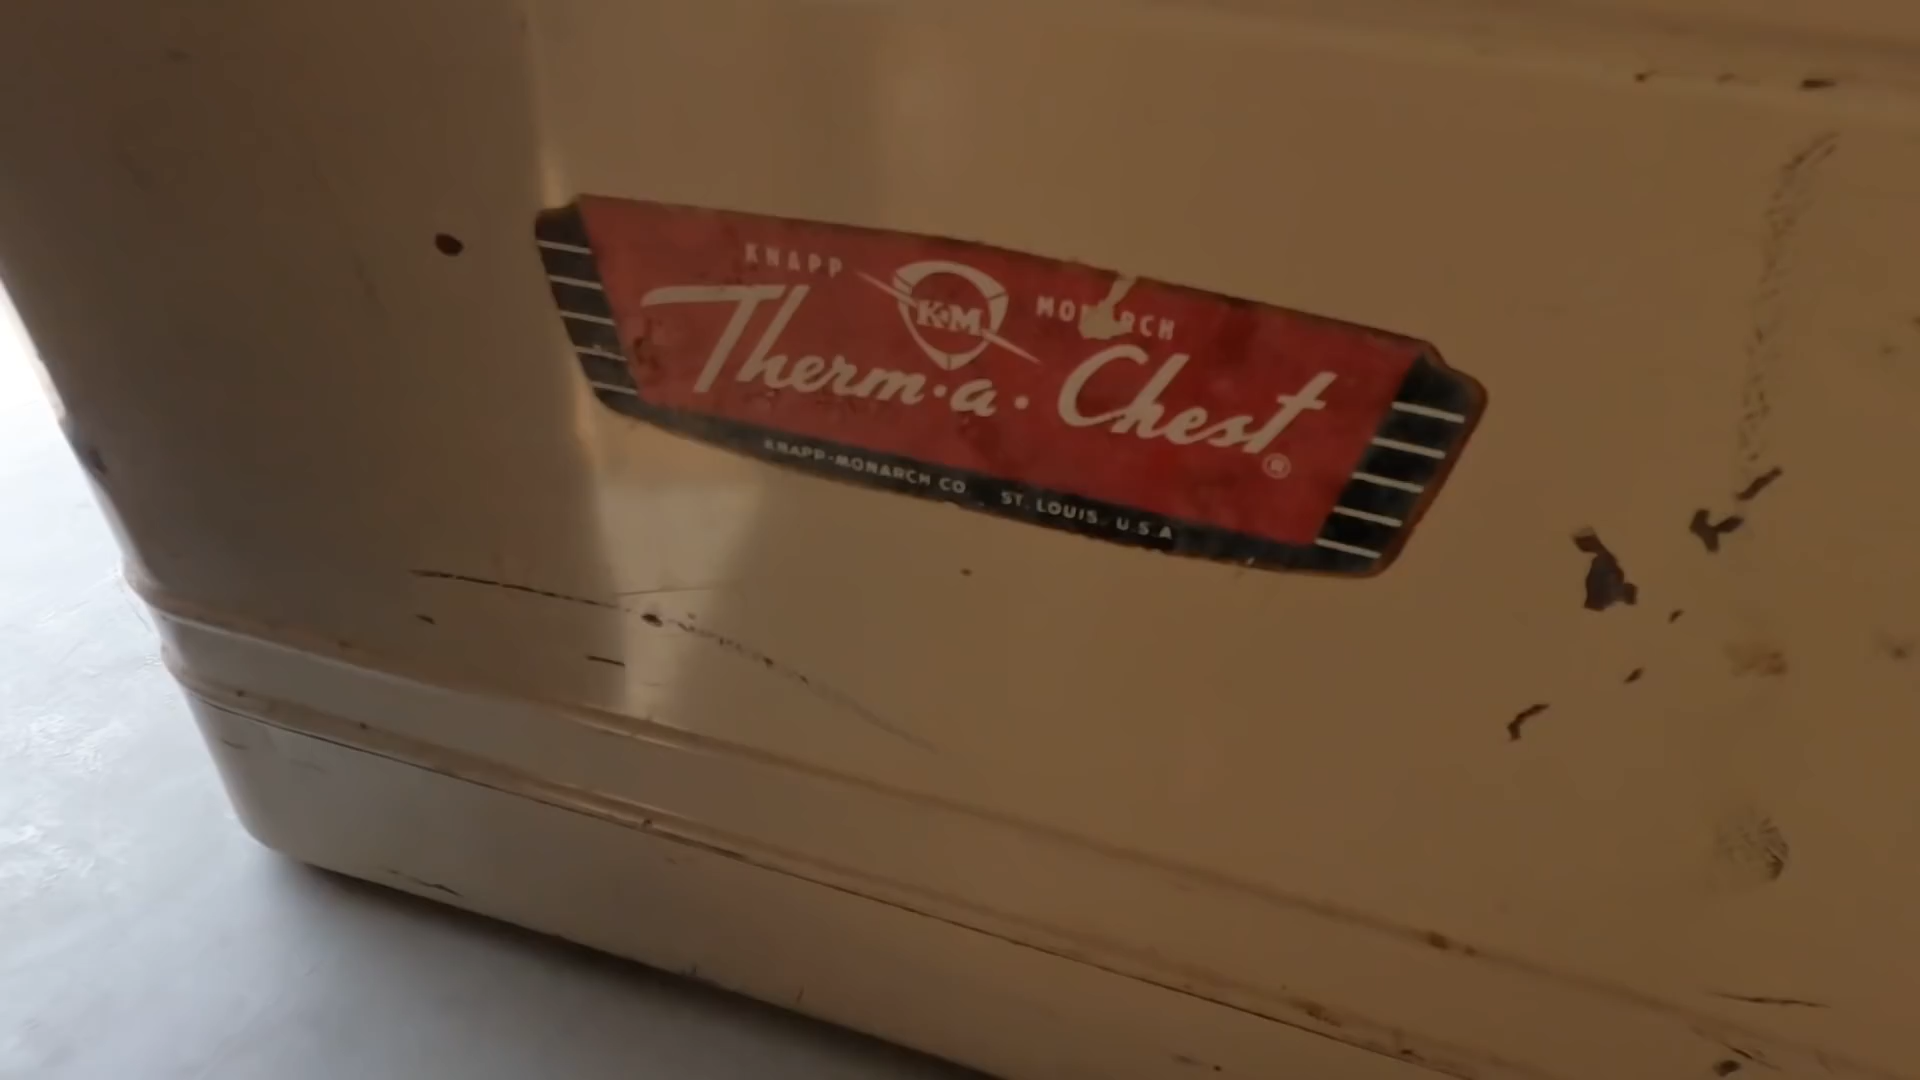 KNAPP K·M MONARCH
Therm·a·Chest®
KNAPP-MONARCH CO. ST. LOUIS, U.S.A